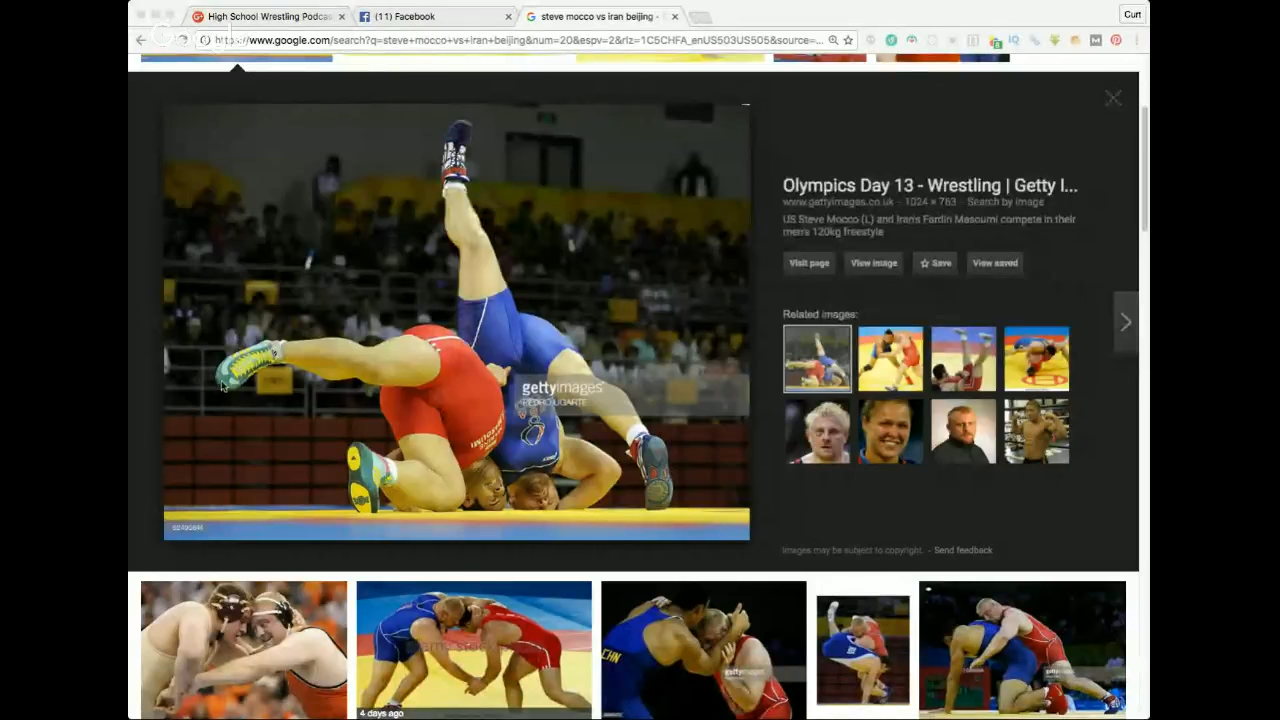 High School Wrestling Podcas
(11) Facebook
steve mocco vs iran beijing -
Curt
https://www.google.com/search?q=steve+mocco+vs+iran+beijing&num=20&espv=2&rlz=1C5CHFA_enUS503US505&source=...
Olympics Day 13 - Wrestling | Getty I...
www.gettyimages.co.uk - 1024 × 763 - Search by image
US Steve Mocco (L) and Iran's Fardin Masoumi compete in their
men's 120kg freestyle
Visit page
View image
Save
View saved
Related images:
gettyimages
PEDRO UGARTE
Images may be subject to copyright. - Send feedback
CHN
gettyimages
gettyimages
4 days ago